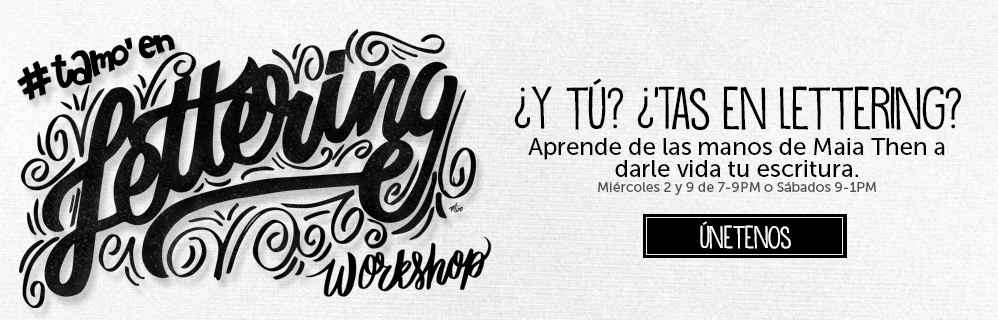 #tamo' en
Lettering
Workshop
¿Y TÚ? ¿'TAS EN LETTERING?
Aprende de las manos de Maia Then a
darle vida tu escritura.
Miércoles 2 y 9 de 7-9PM o Sábados 9-1PM
ÚNETENOS